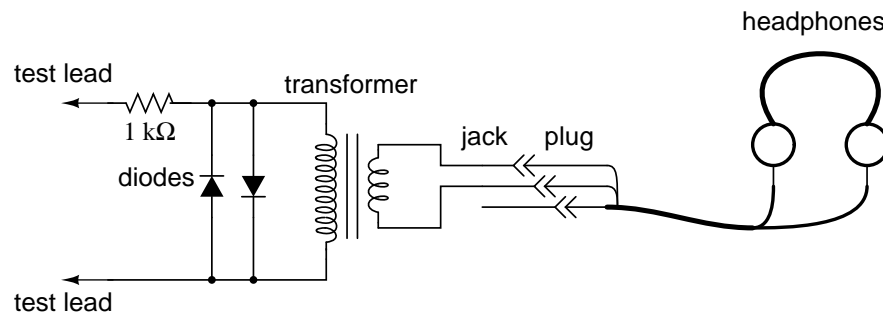 headphones
test lead
transformer
1 kΩ
jack plug
diodes
test lead